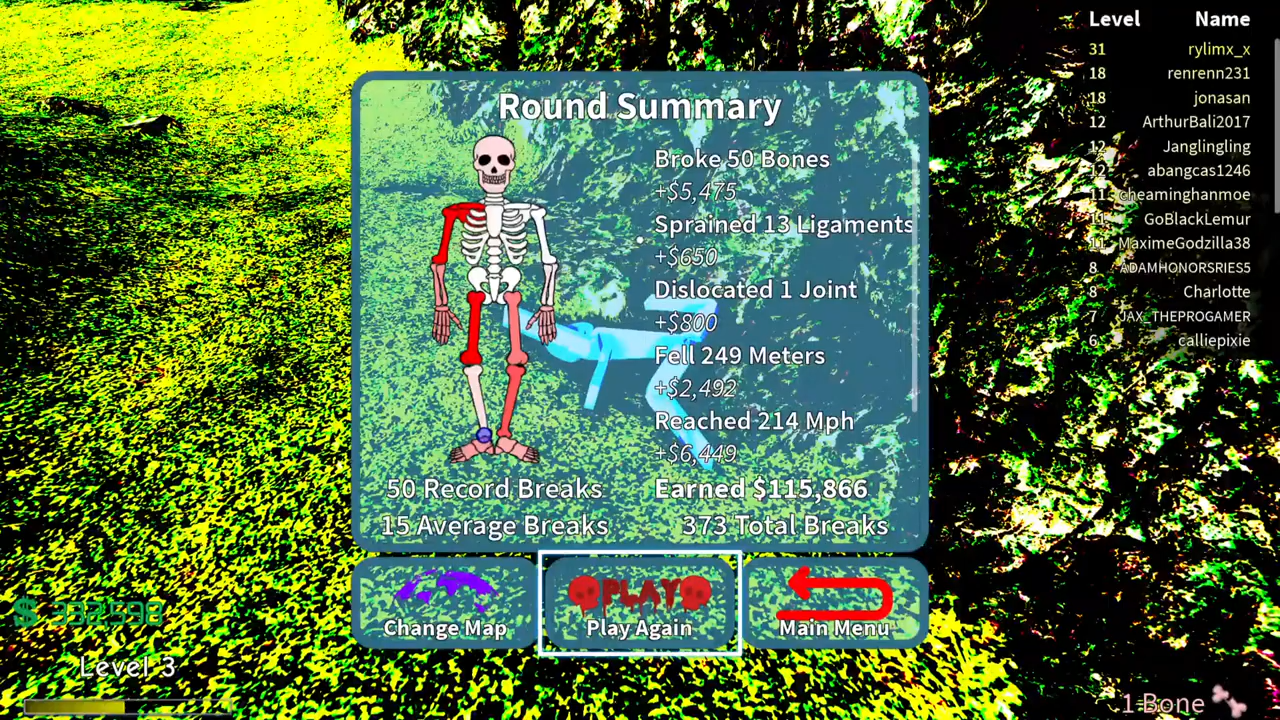 Level Name
31 rylimx_x
18 renrenn231
18 jonasan
12 ArthurBali2017
12 Janglingling
12 abangcas1246
11 cheaminghanmoe
11 GoBlackLemur
11 MaximeGodzilla38
8 ADAMHONORSRIES5
8 Charlotte
7 JAX_THEPROGAMER
6 calliepixie
Round Summary
Broke 50 Bones
+$5,475
Sprained 13 Ligaments
+$650
Dislocated 1 Joint
+$800
Fell 249 Meters
+$2,492
Reached 214 Mph
+$6,449
50 Record Breaks
Earned $115,866
15 Average Breaks
373 Total Breaks
PLAY
Change Map
Play Again
Main Menu
$ 332,598
Level 3
1 Bone